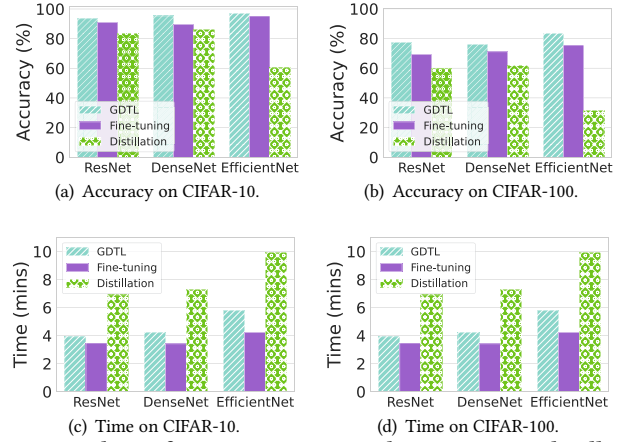 100
80
60
40
20
0
Accuracy (%)
GDTL
Fine-tuning
Distillation
ResNet DenseNet EfficientNet
(a) Accuracy on CIFAR-10.
100
80
60
40
20
0
Accuracy (%)
GDTL
Fine-tuning
Distillation
ResNet DenseNet EfficientNet
(b) Accuracy on CIFAR-100.
10
8
6
4
2
0
Time (mins)
GDTL
Fine-tuning
Distillation
ResNet DenseNet EfficientNet
(c) Time on CIFAR-10.
10
8
6
4
2
0
Time (mins)
GDTL
Fine-tuning
Distillation
ResNet DenseNet EfficientNet
(d) Time on CIFAR-100.